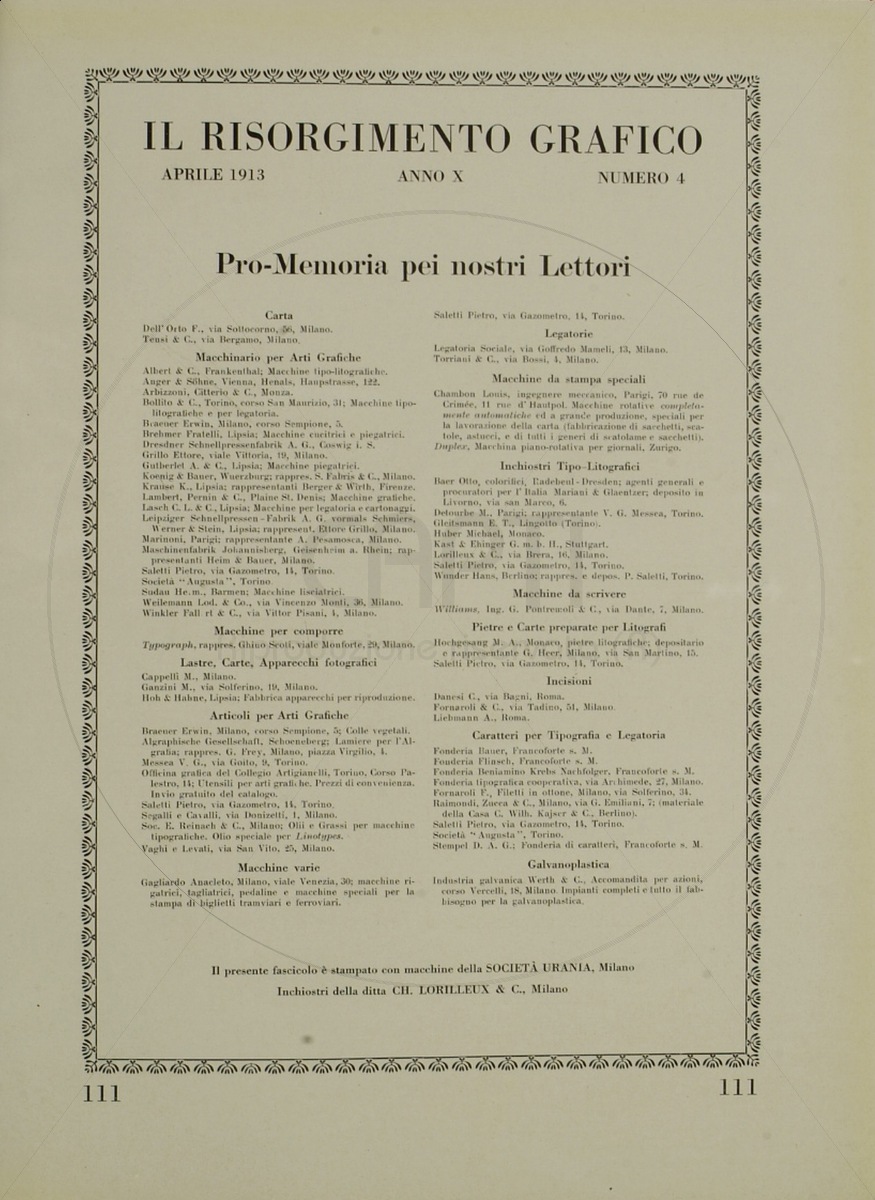 IL RISORGIMENTO GRAFICO
APRILE 1913 ANNO X NUMERO 4
Pro-Memoria pei nostri Lettori
Carta
Dell'Orto F., via Sottocorno, 56, Milano.
Tensi & C., via Bergamo, Milano.
Macchinario per Arti Grafiche
Albert & C., Frankenthal; Macchine tipo-litografiche.
Anger & Söhne, Vienna, Henals, Haupstrasse, 122.
Arbizzoni, Citterio & C., Monza.
Bollito & C., Torino, corso San Maurizio, 31; Macchine tipo-
litografiche e per legatoria.
Braener Erwin, Milano, corso Sempione, 5.
Brehmer Fratelli, Lipsia; Macchine cucitrici e piegatrici.
Dresdner Schnellpressenfabrik A. G., Coswig i. S.
Grillo Ettore, viale Vittoria, 19, Milano.
Gutberlet A. & C., Lipsia; Macchine piegatrici.
Koenig & Bauer, Wuerzburg; rappres. S. Fabris & C., Milano.
Krause K., Lipsia; rappresentanti Berger & Wirth, Firenze.
Lambert, Pernin & C., Plaine St. Denis; Macchine grafiche.
Lasch C. L. & C., Lipsia; Macchine per legatoria e cartonaggi.
Leipziger Schnellpressen-Fabrik A. G. vormals Schmiers,
Werner & Stein, Lipsia; rappresent. Ettore Grillo, Milano.
Marinoni, Parigi; rappresentante A. Pesamosca, Milano.
Maschinenfabrik Johannisberg, Geisenheim a. Rhein; rap-
presentanti Heim & Bauer, Milano.
Saletti Pietro, via Gazometro, 14, Torino.
Società "Augusta", Torino.
Sudau He.m., Barmen; Macchine lisciatrici.
Weilemann Lod. & Co., via Vincenzo Monti, 36, Milano.
Winkler Fall rt & C., via Vittor Pisani, 4, Milano.
Macchine per comporre
Typograph, rappres. Ghino Scoti, viale Monforte, 29, Milano.
Lastre, Carte, Apparecchi fotografici
Cappelli M., Milano.
Ganzini M., via Solferino, 19, Milano.
Hoh & Hahne, Lipsia; Fabbrica apparecchi per riproduzione.
Articoli per Arti Grafiche
Braeuer Erwin, Milano, corso Sempione, 5; Colle vegetali.
Algraphische Gesellschaft, Schoeneberg; Lamiere per l'Al-
grafia; rappres. G. Frey, Milano, piazza Virgilio, 4.
Messea V. G., via Goito, 9, Torino.
Officina grafica del Collegio Artigianelli, Torino, Corso Pa-
lestro, 14; Utensili per arti grafiche. Prezzi di convenienza.
Invio gratuito del catalogo.
Saletti Pietro, via Gazometro, 14, Torino.
Segalli e Cavalli, via Donizetti, 1, Milano.
Soc. E. Reinach & C., Milano; Olii e Grassi per macchine
tipografiche. Olio speciale per Linotypes.
Vaghi e Levati, via San Vito, 25, Milano.
Macchine varie
Gagliardo Anacleto, Milano, viale Venezia, 30; macchine ri-
gatrici, tagliatrici, pedaline e macchine speciali per la
stampa di biglietti tramviari e ferroviari.
Saletti Pietro, via Gazometro, 14, Torino.
Legatorie
Legatoria Sociale, via Goffredo Mameli, 13, Milano.
Torriani & C., via Bossi, 4, Milano.
Macchine da stampa speciali
Chambon Louis, ingegnere meccanico, Parigi, 70 rue de
Crimée, 11 rue d'Hautpol. Macchine rotative completa-
mente automatiche ed a grande produzione, speciali per
la lavorazione della carta (fabbricazione di sacchetti, sca-
tole, astucci, e di tutti i generi di scatolame e sacchetti).
Duplex, Macchina piano-rotativa per giornali, Zurigo.
Inchiostri Tipo-Litografici
Baer Otto, colorifici, Radebeul-Dresden; agenti generali e
procuratori per l'Italia Mariani & Glaentzer; deposito in
Livorno, via san Marco, 6.
Detourbe M., Parigi; rappresentante V. G. Messea, Torino.
Gleitsmann E. T., Lingotto (Torino).
Huber Michael, Monaco.
Kast & Ehinger G. m. b. H., Stuttgart.
Lorilleux & C., via Brera, 16, Milano.
Saletti Pietro, via Gazometro, 14, Torino.
Wunder Hans, Berlino; rappres. e depos. P. Saletti, Torino.
Macchine da scrivere
Williams, Ing. G. Pontremoli & C., via Dante, 7, Milano.
Pietre e Carte preparate per Litografi
Hochgesang M. A., Monaco, pietre litografiche; depositario
e rappresentante G. Heer, Milano, via San Martino, 15.
Saletti Pietro, via Gazometro, 14, Torino.
Incisioni
Danesi C., via Bagni, Roma.
Fornaroli & C., via Tadino, 51, Milano.
Liebmann A., Roma.
Caratteri per Tipografia e Legatoria
Fonderia Bauer, Francoforte s. M.
Fonderia Flinsch, Francoforte s. M.
Fonderia Beniamino Krebs Nachfolger, Francoforte s. M.
Fonderia tipografica cooperativa, via Archimede, 27, Milano.
Fornaroli F., Filetti in ottone, Milano, via Solferino, 34.
Raimondi, Zucca & C., Milano, via G. Emiliani, 7; (materiale
della Casa C. Wilh. Kajser & C., Berlino).
Saletti Pietro, via Gazometro, 14, Torino.
Società "Augusta", Torino.
Stempel D. A. G.; Fonderia di caratteri, Francoforte s. M.
Galvanoplastica
Industria galvanica Werth & C., Accomandita per azioni,
corso Vercelli, 18, Milano. Impianti completi e tutto il fab-
bisogno per la galvanoplastica.
Il presente fascicolo è stampato con macchine della SOCIETÀ URANIA, Milano
Inchiostri della ditta CH. LORILLEUX & C., Milano
111 111